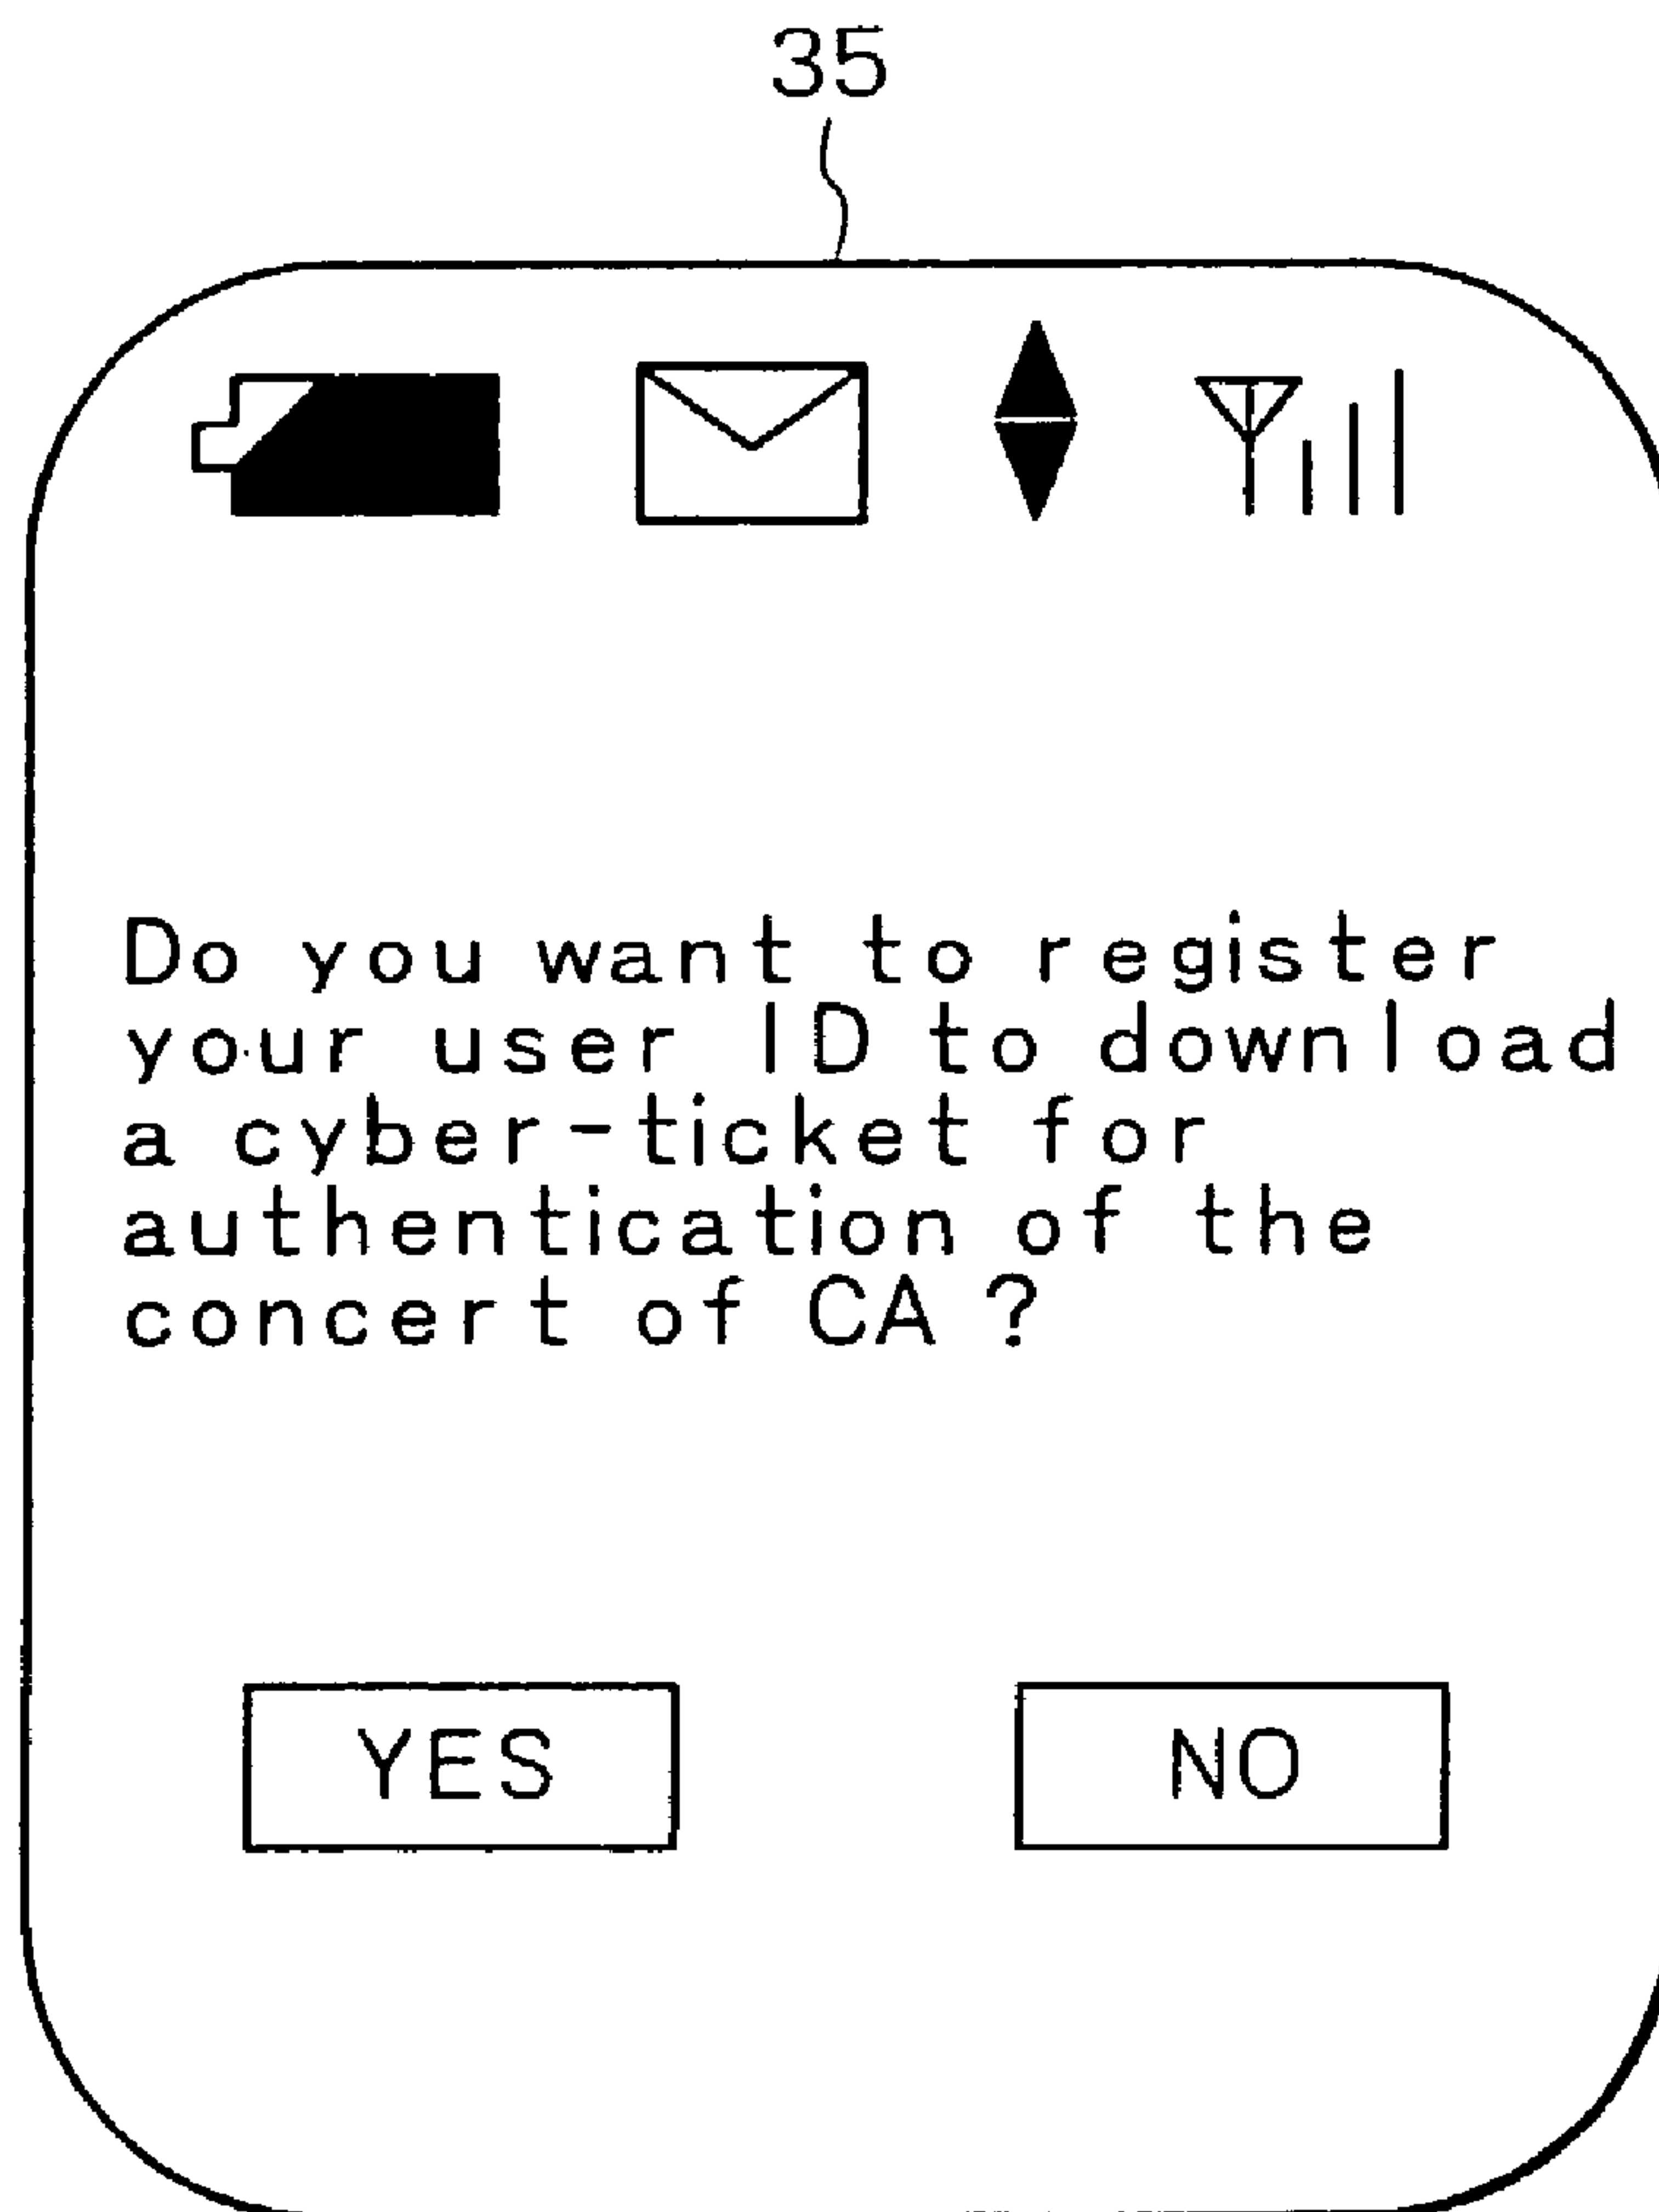 35
Do you want to register
your user ID to download
a cyber-ticket for
authentication of the
concert of CA ?
YES NO